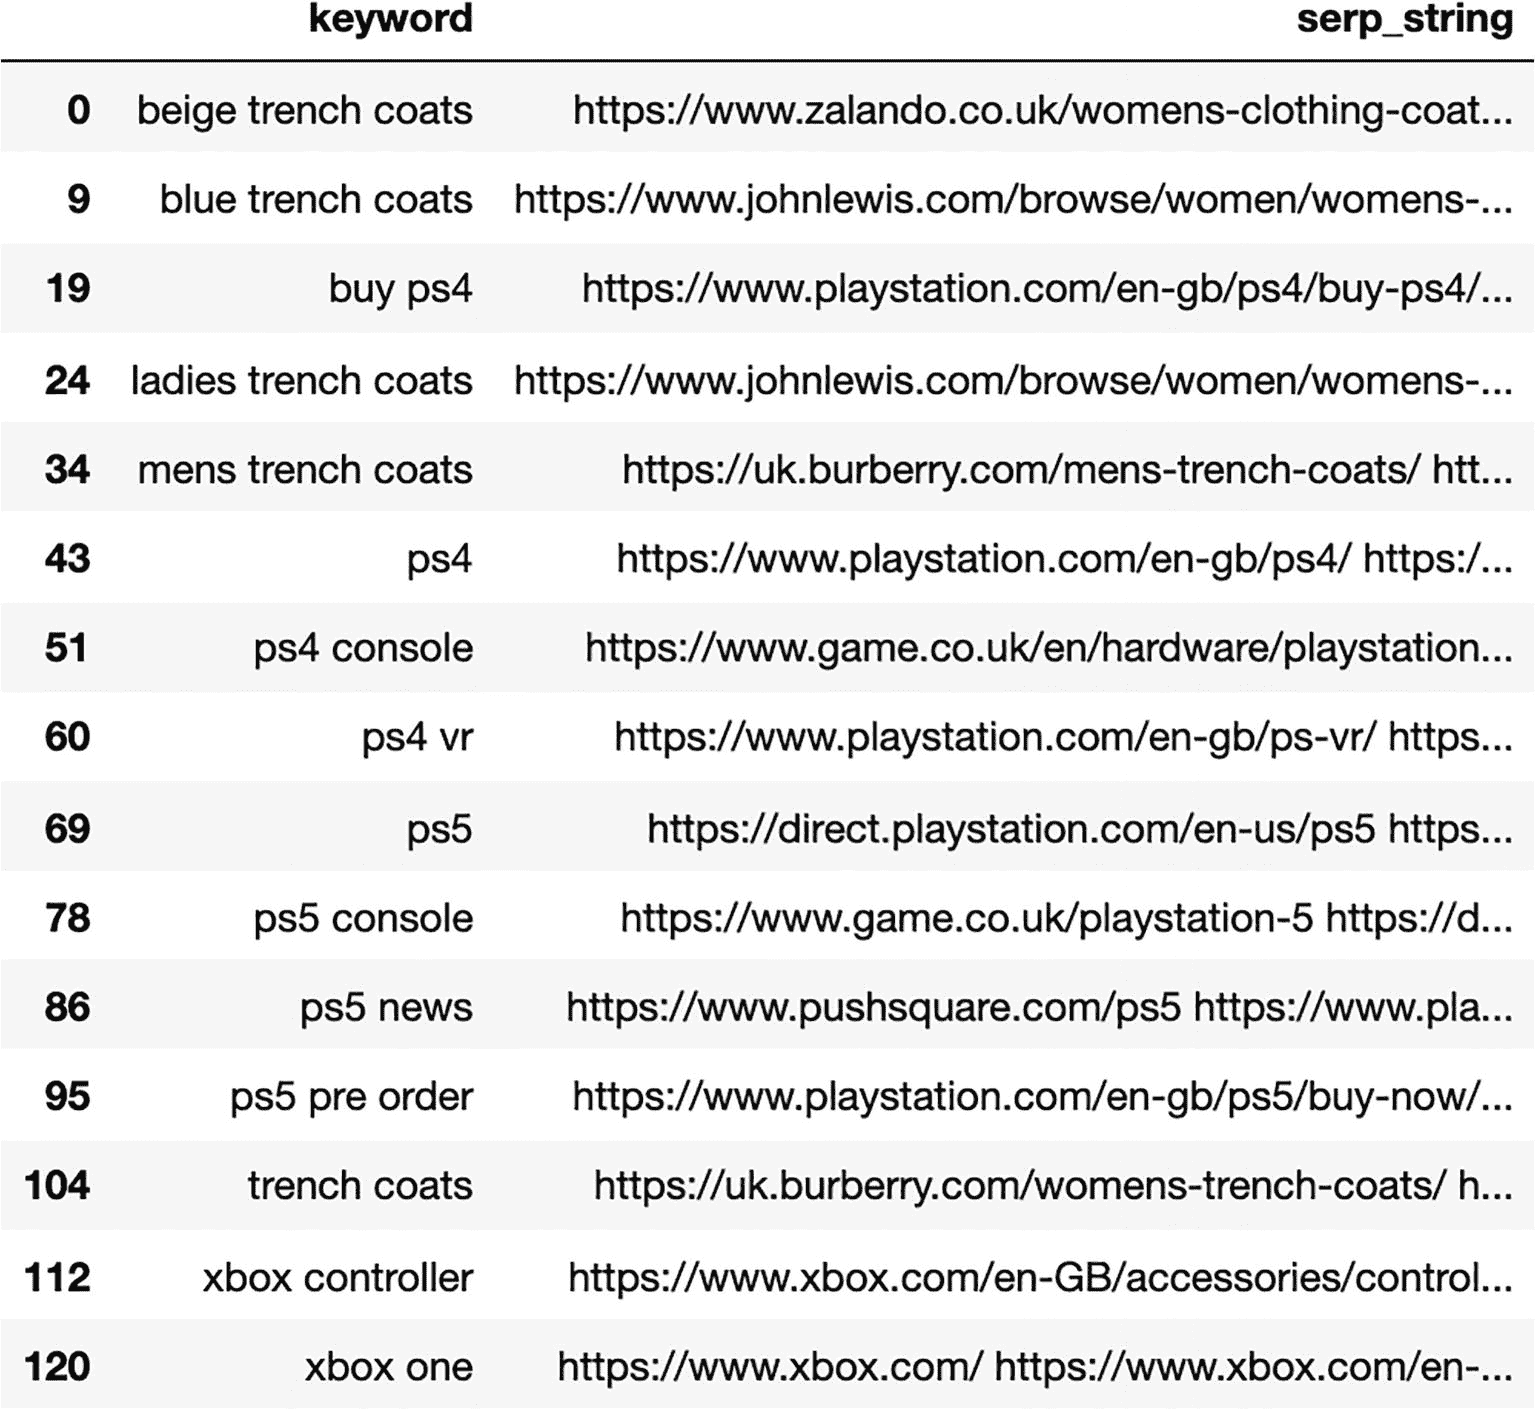 keyword serp_string
0 beige trench coats https://www.zalando.co.uk/womens-clothing-coat...
9 blue trench coats https://www.johnlewis.com/browse/women/womens-...
19 buy ps4 https://www.playstation.com/en-gb/ps4/buy-ps4/...
24 ladies trench coats https://www.johnlewis.com/browse/women/womens-...
34 mens trench coats https://uk.burberry.com/mens-trench-coats/ htt...
43 ps4 https://www.playstation.com/en-gb/ps4/ https:/...
51 ps4 console https://www.game.co.uk/en/hardware/playstation...
60 ps4 vr https://www.playstation.com/en-gb/ps-vr/ https...
69 ps5 https://direct.playstation.com/en-us/ps5 https...
78 ps5 console https://www.game.co.uk/playstation-5 https://d...
86 ps5 news https://www.pushsquare.com/ps5 https://www.pla...
95 ps5 pre order https://www.playstation.com/en-gb/ps5/buy-now/...
104 trench coats https://uk.burberry.com/womens-trench-coats/ h...
112 xbox controller https://www.xbox.com/en-GB/accessories/control...
120 xbox one https://www.xbox.com/ https://www.xbox.com/en-...